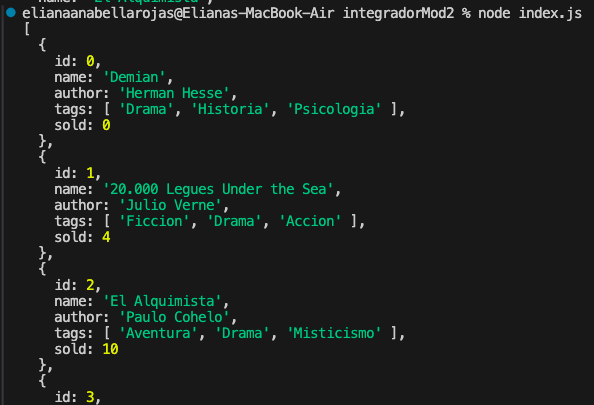 name: 'El Alquimista',
elianaanabellarojas@Elianas-MacBook-Air integradorMod2 % node index.js
[
{
id: 0,
name: 'Demian',
author: 'Herman Hesse',
tags: [ 'Drama', 'Historia', 'Psicologia' ],
sold: 0
},
{
id: 1,
name: '20.000 Legues Under the Sea',
author: 'Julio Verne',
tags: [ 'Ficcion', 'Drama', 'Accion' ],
sold: 4
},
{
id: 2,
name: 'El Alquimista',
author: 'Paulo Cohelo',
tags: [ 'Aventura', 'Drama', 'Misticismo' ],
sold: 10
},
{
id: 3,